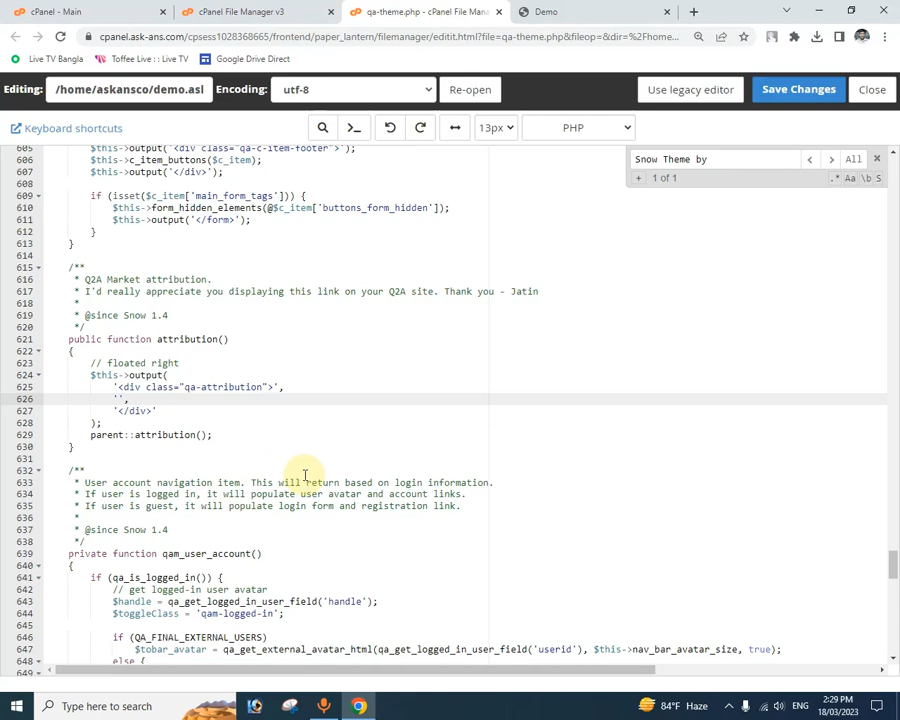 cPanel - Main
cPanel File Manager v3
qa-theme.php - cPanel File Man
Demo
cpanel.ask-ans.com/cpsess1028368665/frontend/paper_lantern/filemanager/editit.html?file=qa-theme.php&fileop=&dir=%2Fhome...
Live TV Bangla
Toffee Live :: Live TV
Google Drive Direct
Editing:
/home/askansco/demo.asl
Encoding:
utf-8
Re-open
Use legacy editor
Save Changes
Close
Keyboard shortcuts
13px
PHP
Snow Theme by
All
+
1 of 1
.*
Aa
\b
S
605 $this->output('<div class="qa-c-item-footer">');
606 $this->c_item_buttons($c_item);
607 $this->output('</div>');
608
609 if (isset($c_item['main_form_tags'])) {
610 $this->form_hidden_elements(@$c_item['buttons_form_hidden']);
611 $this->output('</form>');
612 }
613 }
614
615 /**
616 * Q2A Market attribution.
617 * I'd really appreciate you displaying this link on your Q2A site. Thank you - Jatin
618 *
619 * @since Snow 1.4
620 */
621 public function attribution()
622 {
623 // floated right
624 $this->output(
625 '<div class="qa-attribution">',
626 '',
627 '</div>'
628 );
629 parent::attribution();
630 }
631
632 /**
633 * User account navigation item. This will return based on login information.
634 * If user is logged in, it will populate user avatar and account links.
635 * If user is guest, it will populate login form and registration link.
636 *
637 * @since Snow 1.4
638 */
639 private function qam_user_account()
640 {
641 if (qa_is_logged_in()) {
642 // get logged-in user avatar
643 $handle = qa_get_logged_in_user_field('handle');
644 $toggleClass = 'qam-logged-in';
645
646 if (QA_FINAL_EXTERNAL_USERS)
647 $tobar_avatar = qa_get_external_avatar_html(qa_get_logged_in_user_field('userid'), $this->nav_bar_avatar_size, true);
648 else {
649
Type here to search
84°F Haze
ENG
2:29 PM
18/03/2023